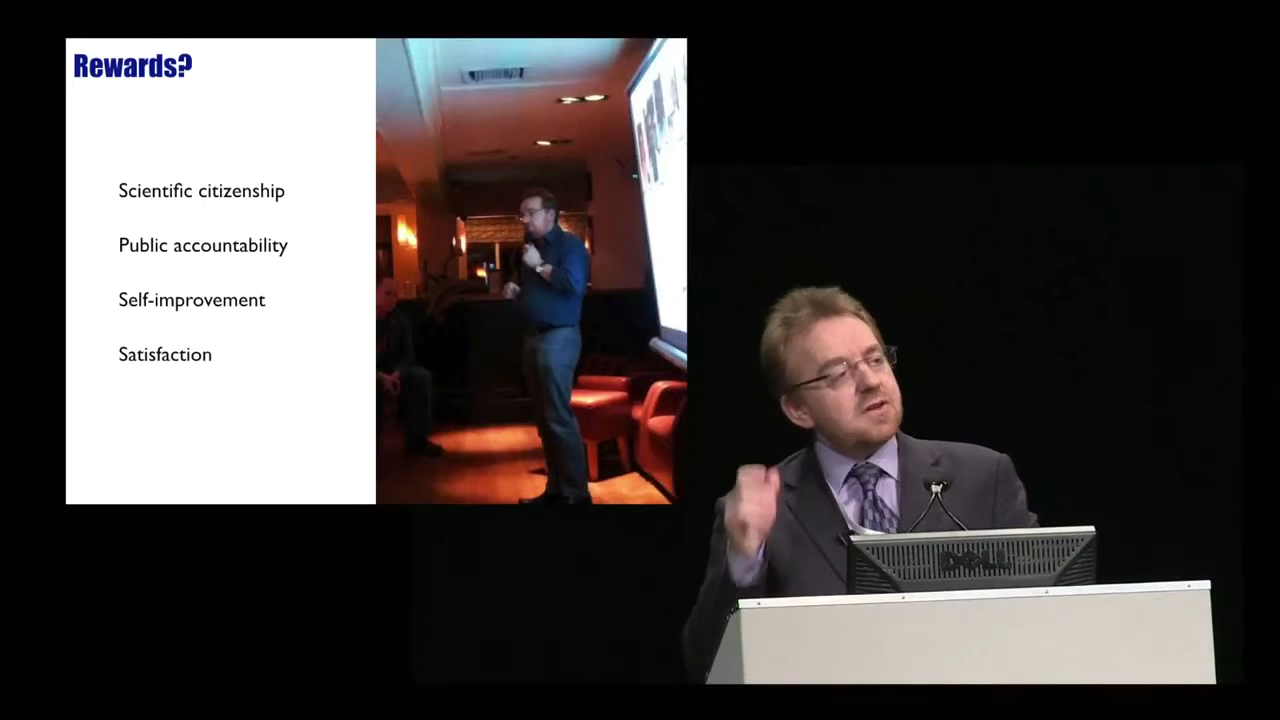 Rewards?
Scientific citizenship
Public accountability
Self-improvement
Satisfaction
DELL